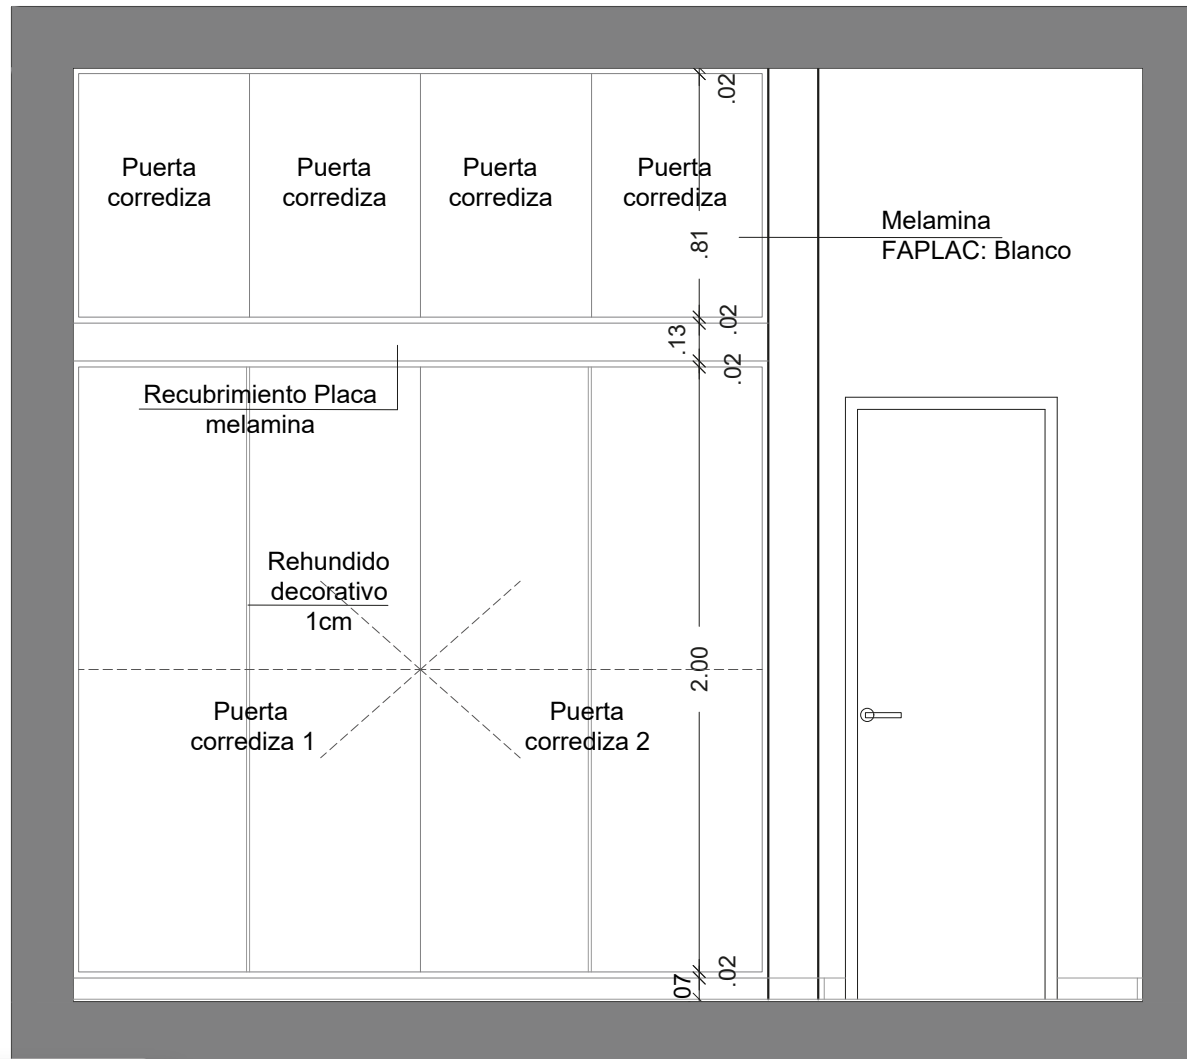 .02
Puerta
corrediza
Puerta
corrediza
Puerta
corrediza
Puerta
corrediza
Melamina
FAPLAC: Blanco
.81
.02
.13
.02
Recubrimiento Placa
melamina
Rehundido
decorativo
1cm
2.00
Puerta
corrediza 1
Puerta
corrediza 2
.02
07